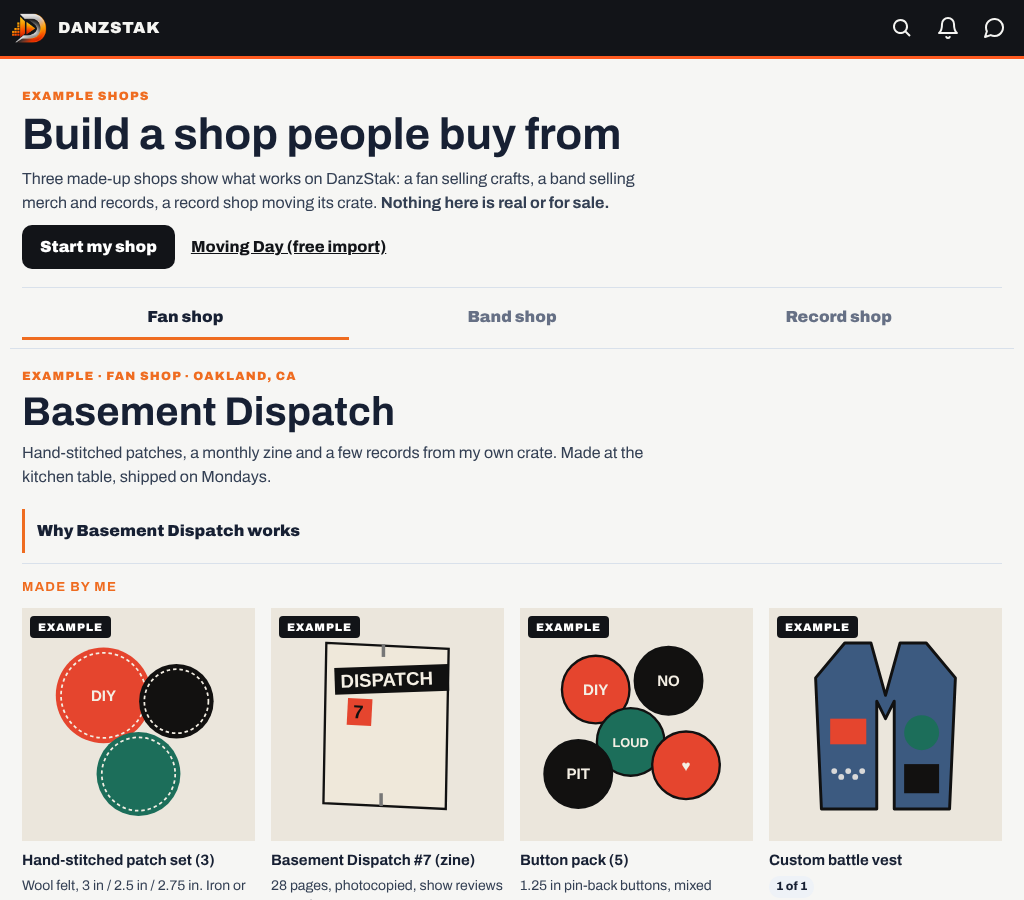 DANZSTAK
EXAMPLE SHOPS
Build a shop people buy from
Three made-up shops show what works on DanzStak: a fan selling crafts, a band selling
merch and records, a record shop moving its crate. Nothing here is real or for sale.
Start my shop
Moving Day (free import)
Fan shop
Band shop
Record shop
EXAMPLE · FAN SHOP · OAKLAND, CA
Basement Dispatch
Hand-stitched patches, a monthly zine and a few records from my own crate. Made at the
kitchen table, shipped on Mondays.
Why Basement Dispatch works
MADE BY ME
EXAMPLE
DIY
EXAMPLE
DISPATCH
7
EXAMPLE
DIY
NO
LOUD
PIT
♥
EXAMPLE
Hand-stitched patch set (3)
Wool felt, 3 in / 2.5 in / 2.75 in. Iron or
Basement Dispatch #7 (zine)
28 pages, photocopied, show reviews
Button pack (5)
1.25 in pin-back buttons, mixed
Custom battle vest
1 of 1